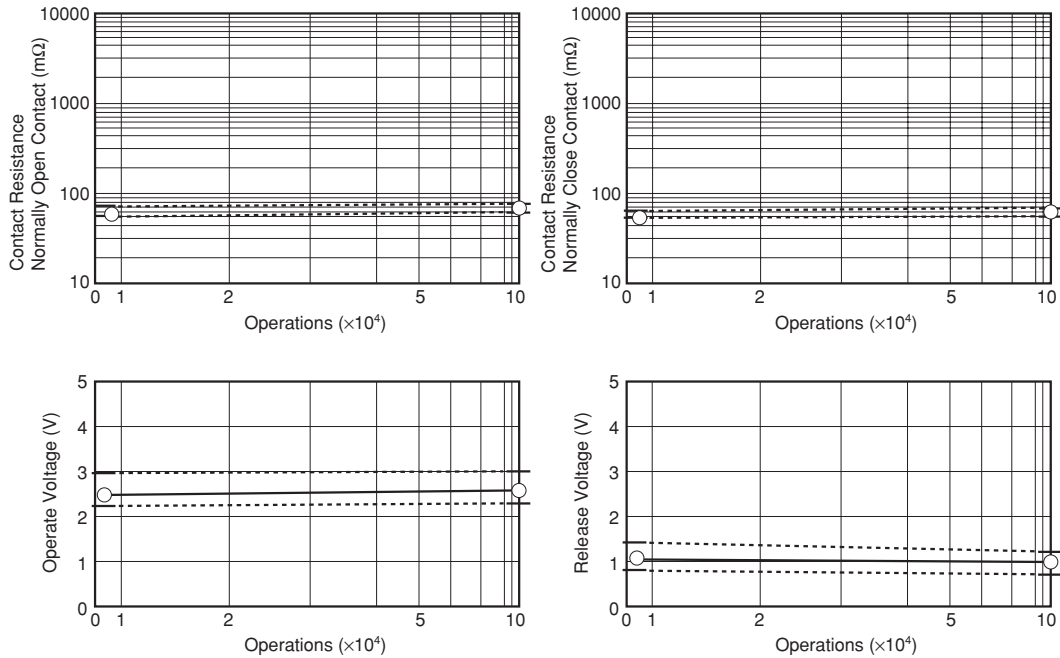 10000
1000
100
10
Contact Resistance
Normally Open Contact (mΩ)
0 1 2 5 10
Operations (×10⁴)
10000
1000
100
10
Contact Resistance
Normally Close Contact (mΩ)
0 1 2 5 10
Operations (×10⁴)
5
4
3
2
1
0
Operate Voltage (V)
0 1 2 5 10
Operations (×10⁴)
5
4
3
2
1
0
Release Voltage (V)
0 1 2 5 10
Operations (×10⁴)